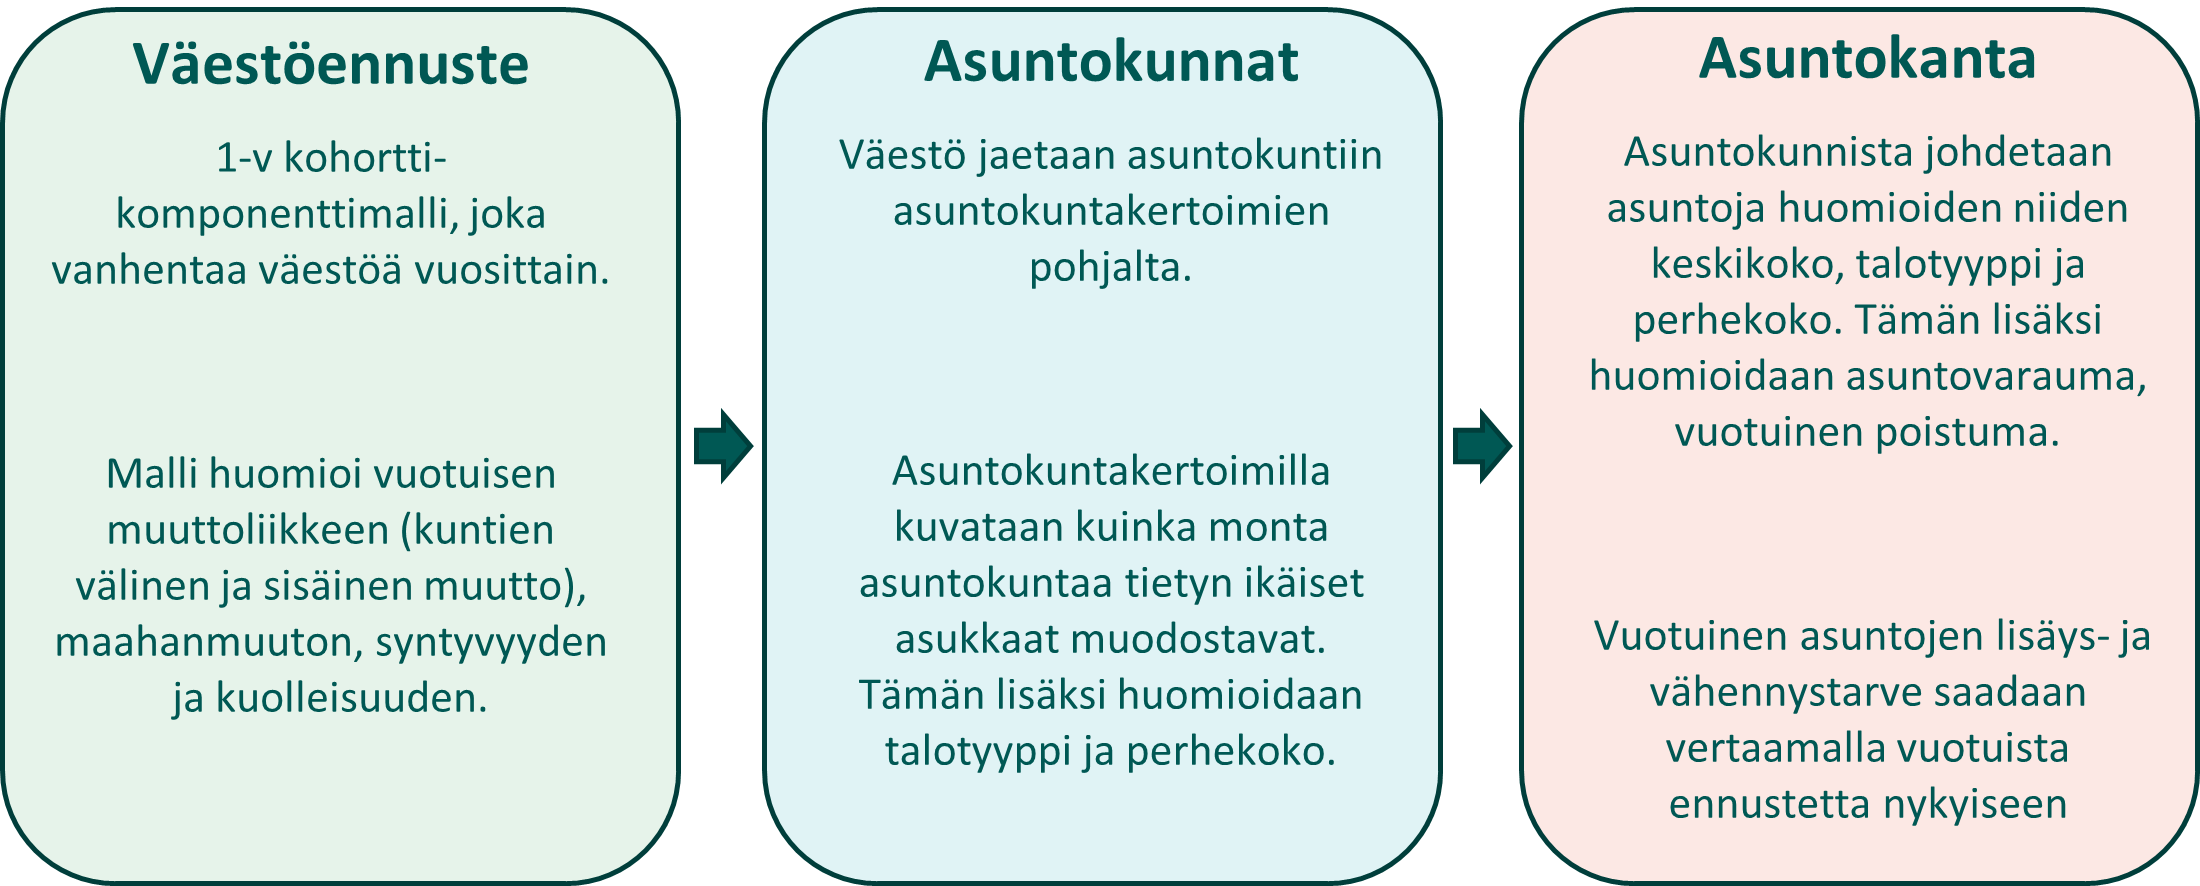 Väestöennuste
1-v kohortti-
komponenttimalli, joka
vanhentaa väestöä vuosittain.
Malli huomioi vuotuisen
muuttoliikkeen (kuntien
välinen ja sisäinen muutto),
maahanmuuton, syntyvyyden
ja kuolleisuuden.
Asuntokunnat
Väestö jaetaan asuntokuntiin
asuntokuntakertoimien
pohjalta.
Asuntokuntakertoimilla
kuvataan kuinka monta
asuntokuntaa tietyn ikäiset
asukkaat muodostavat.
Tämän lisäksi huomioidaan
talotyyppi ja perhekoko.
Asuntokanta
Asuntokunnista johdetaan
asuntoja huomioiden niiden
keskikoko, talotyyppi ja
perhekoko. Tämän lisäksi
huomioidaan asuntovarauma,
vuotuinen poistuma.
Vuotuinen asuntojen lisäys- ja
vähennystarve saadaan
vertaamalla vuotuista
ennustetta nykyiseen